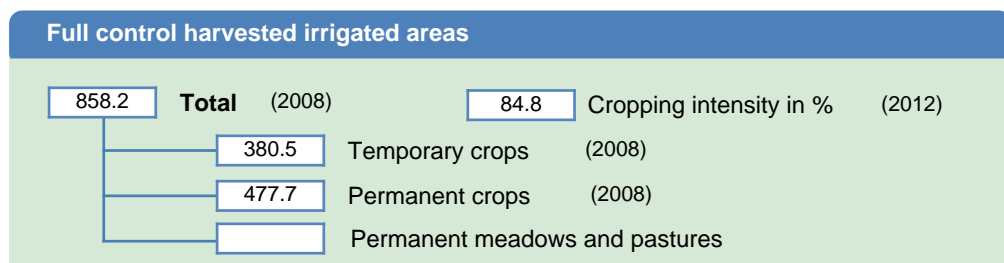 Full control harvested irrigated areas
858.2 Total (2008) 84.8 Cropping intensity in % (2012)
380.5 Temporary crops (2008)
477.7 Permanent crops (2008)
Permanent meadows and pastures